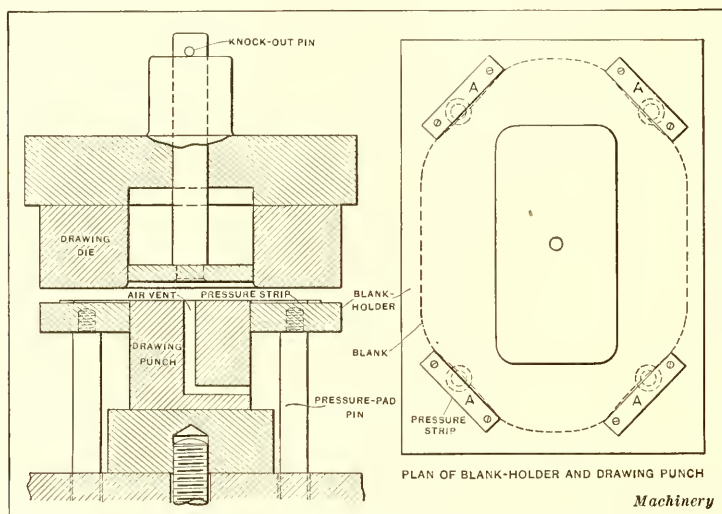 KNOCK-OUT PIN
DRAWING
DIE
AIR VENT
PRESSURE STRIP
BLANK-
HOLDER
DRAWING
PUNCH
BLANK
PRESSURE-PAD
PIN
A
A
A
A
PRESSURE
STRIP
PLAN OF BLANK-HOLDER AND DRAWING PUNCH
Machinery